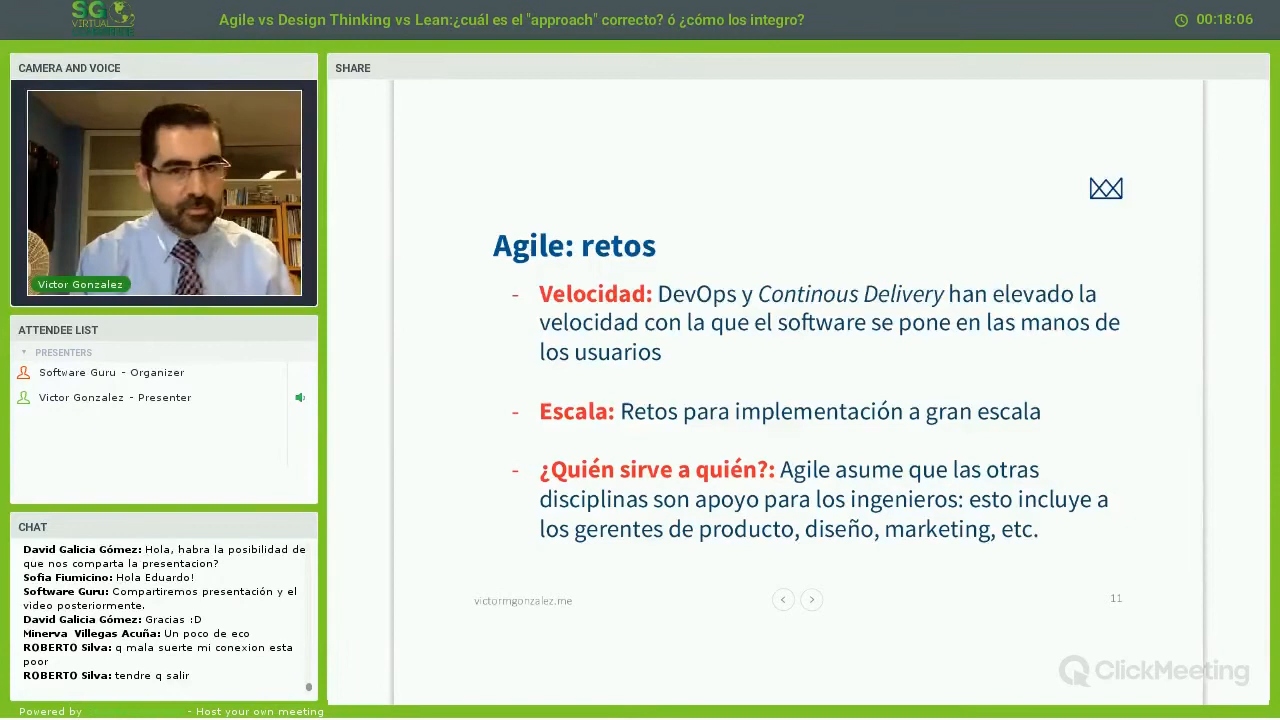 SG
VIRTUAL
Agile vs Design Thinking vs Lean:¿cuál es el "approach" correcto? ó ¿cómo los integro?
00:18:06
CAMERA AND VOICE
Victor Gonzalez
ATTENDEE LIST
PRESENTERS
Software Guru - Organizer
Victor Gonzalez - Presenter
CHAT
David Galicia Gómez: Hola, habra la posibilidad de
que nos comparta la presentacion?
Sofia Fiumicino: Hola Eduardo!
Software Guru: Compartiremos presentación y el
video posteriormente.
David Galicia Gómez: Gracias :D
Minerva Villegas Acuña: Un poco de eco
ROBERTO Silva: q mala suerte mi conexion esta
poor
ROBERTO Silva: tendre q salir
Powered by
- Host your own meeting
SHARE
Agile: retos
- Velocidad: DevOps y Continous Delivery han elevado la
velocidad con la que el software se pone en las manos de
los usuarios
- Escala: Retos para implementación a gran escala
- ¿Quién sirve a quién?: Agile asume que las otras
disciplinas son apoyo para los ingenieros: esto incluye a
los gerentes de producto, diseño, marketing, etc.
victormgonzalez.me
11
ClickMeeting